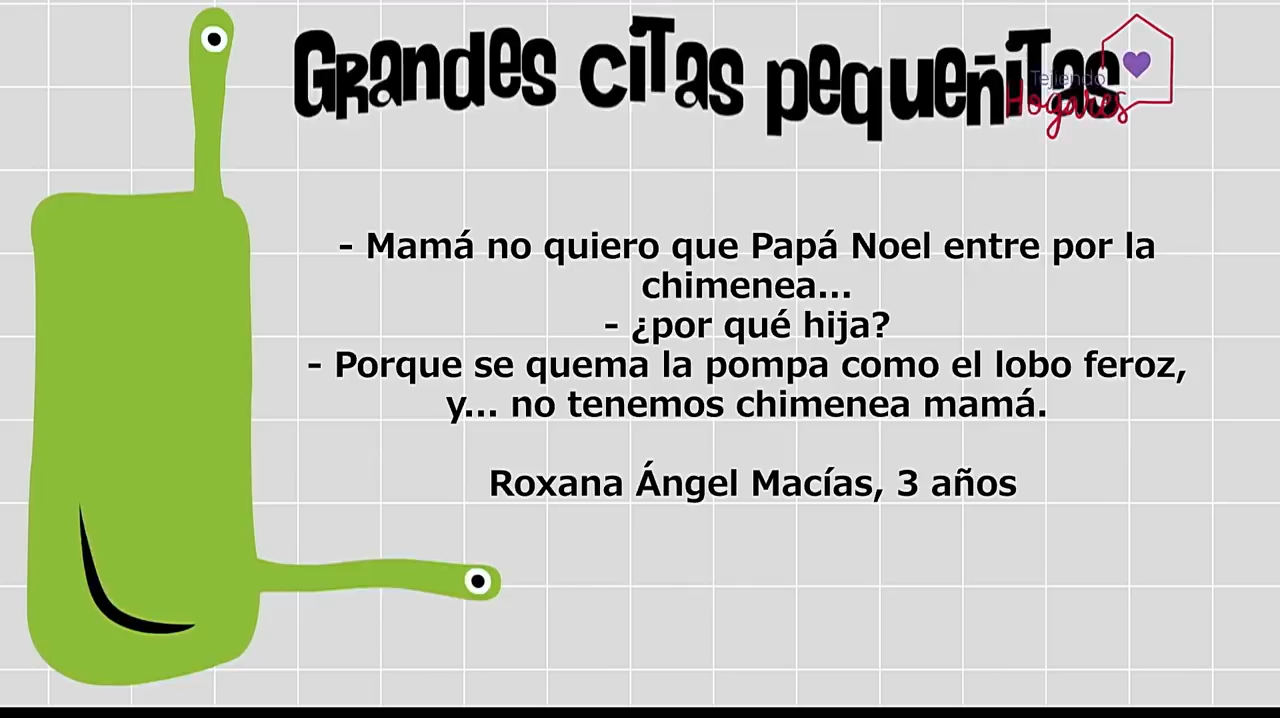 Grandes citas pequeñitas
Tejiendo
Hogares
- Mamá no quiero que Papá Noel entre por la
chimenea...
- ¿por qué hija?
- Porque se quema la pompa como el lobo feroz,
y... no tenemos chimenea mamá.
Roxana Ángel Macías, 3 años